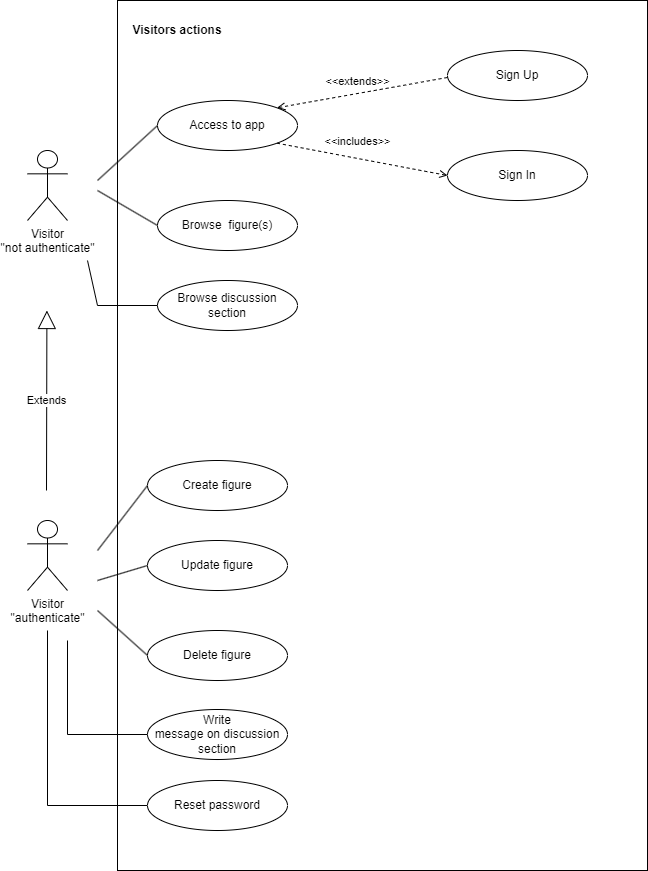 Visitors actions
Sign Up
<<extends>>
Access to app
<<includes>>
Sign In
Visitor
"not authenticate"
Browse figure(s)
Browse discussion
section
Extends
Create figure
Visitor
"authenticate"
Update figure
Delete figure
Write
message on discussion
section
Reset password